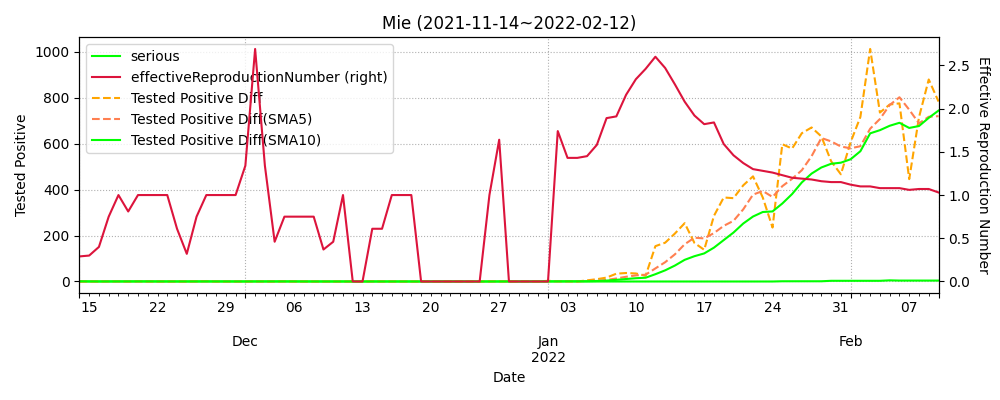 Mie (2021-11-14~2022-02-12)
serious
effectiveReproductionNumber (right)
Tested Positive Diff
Tested Positive Diff(SMA5)
Tested Positive Diff(SMA10)
Tested Positive
1000
800
600
400
200
0
2.5
2.0
1.5
1.0
0.5
0.0
Effective Reproduction Number
15 22 29 06 13 20 27 03 10 17 24 31 07
Dec Jan Feb
2022
Date